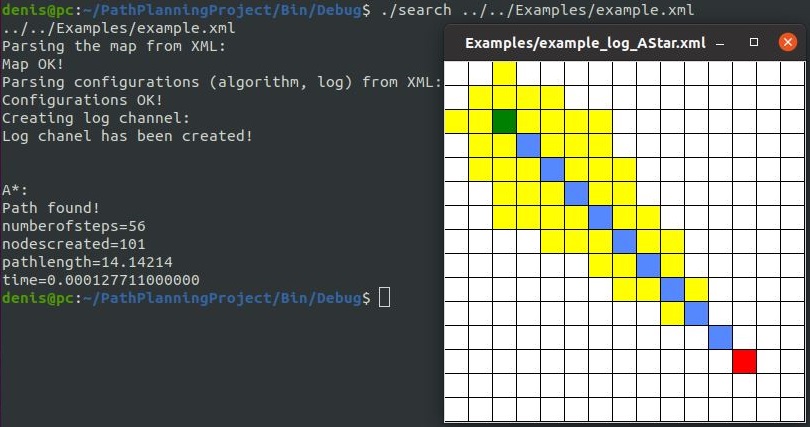 denis@pc:~/PathPlanningProject/Bin/Debug$ ./search ../../Examples/example.xml
../../Examples/example.xml
Parsing the map from XML:
Map OK!
Parsing configurations (algorithm, log) from XML:
Configurations OK!
Creating log channel:
Log chanel has been created!
A*:
Path found!
numberofsteps=56
nodescreated=101
pathlength=14.14214
time=0.000127711000000
denis@pc:~/PathPlanningProject/Bin/Debug$
Examples/example_log_AStar.xml